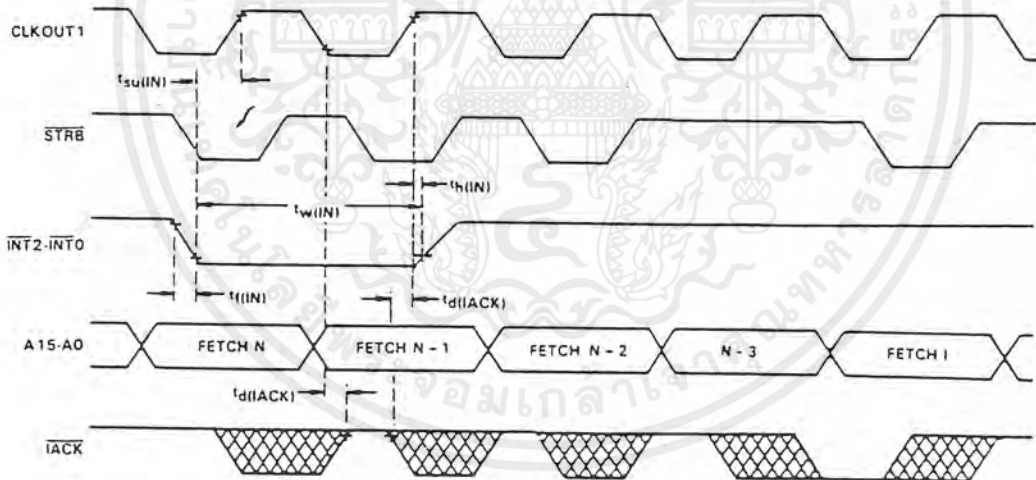 CLKOUT1
tsu(IN)
STRB
th(IN)
tw(IN)
INT2-INT0
tf(IN)
td(IACK)
A15-A0
FETCH N
FETCH N - 1
FETCH N - 2
N - 3
FETCH I
td(IACK)
IACK